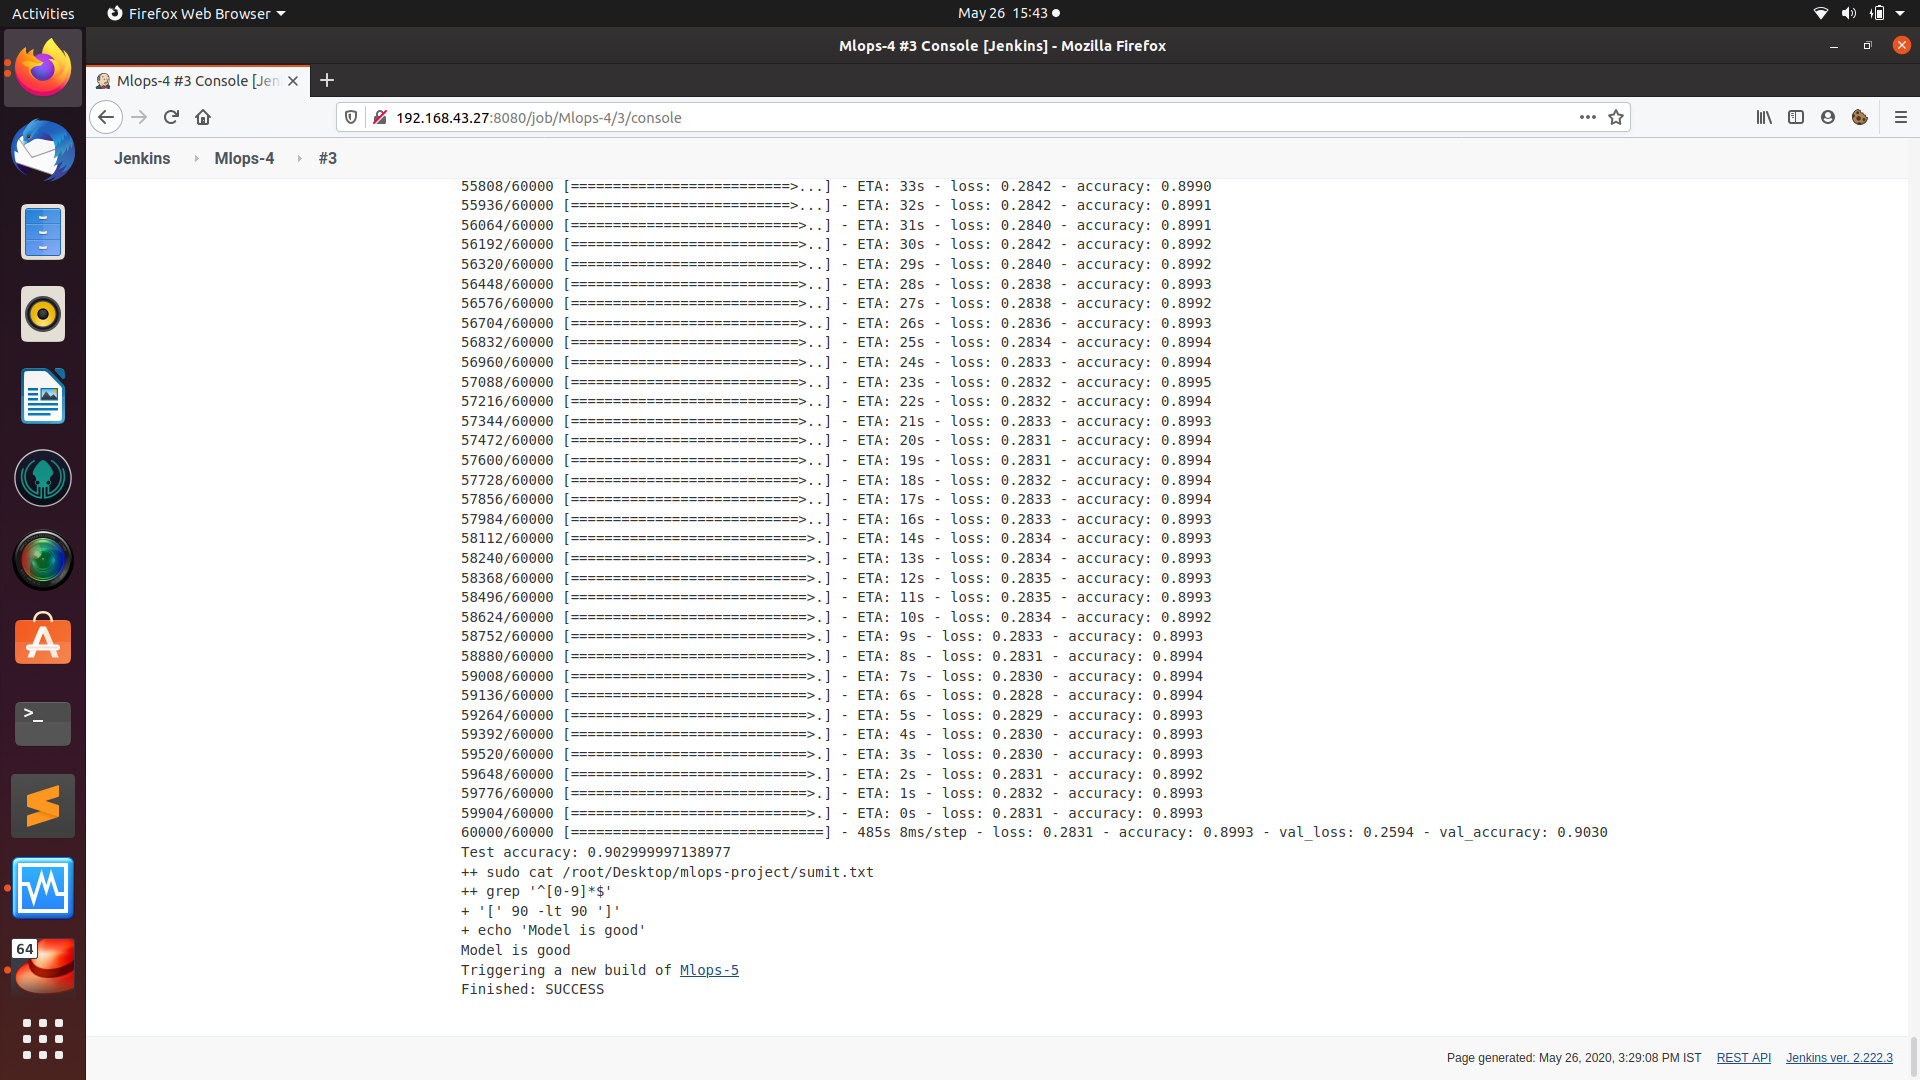 Activities Firefox Web Browser May 26 15:43
Mlops-4 #3 Console [Jenkins] - Mozilla Firefox
Mlops-4 #3 Console [Jen
192.168.43.27:8080/job/Mlops-4/3/console
Jenkins Mlops-4 #3
55808/60000 [==========================>...] - ETA: 33s - loss: 0.2842 - accuracy: 0.8990
55936/60000 [==========================>...] - ETA: 32s - loss: 0.2842 - accuracy: 0.8991
56064/60000 [===========================>..] - ETA: 31s - loss: 0.2840 - accuracy: 0.8991
56192/60000 [===========================>..] - ETA: 30s - loss: 0.2842 - accuracy: 0.8992
56320/60000 [===========================>..] - ETA: 29s - loss: 0.2840 - accuracy: 0.8992
56448/60000 [===========================>..] - ETA: 28s - loss: 0.2838 - accuracy: 0.8993
56576/60000 [===========================>..] - ETA: 27s - loss: 0.2838 - accuracy: 0.8992
56704/60000 [===========================>..] - ETA: 26s - loss: 0.2836 - accuracy: 0.8993
56832/60000 [===========================>..] - ETA: 25s - loss: 0.2834 - accuracy: 0.8994
56960/60000 [===========================>..] - ETA: 24s - loss: 0.2833 - accuracy: 0.8994
57088/60000 [===========================>..] - ETA: 23s - loss: 0.2832 - accuracy: 0.8995
57216/60000 [===========================>..] - ETA: 22s - loss: 0.2832 - accuracy: 0.8994
57344/60000 [===========================>..] - ETA: 21s - loss: 0.2833 - accuracy: 0.8993
57472/60000 [===========================>..] - ETA: 20s - loss: 0.2831 - accuracy: 0.8994
57600/60000 [===========================>..] - ETA: 19s - loss: 0.2831 - accuracy: 0.8994
57728/60000 [===========================>..] - ETA: 18s - loss: 0.2832 - accuracy: 0.8994
57856/60000 [===========================>..] - ETA: 17s - loss: 0.2833 - accuracy: 0.8994
57984/60000 [===========================>..] - ETA: 16s - loss: 0.2833 - accuracy: 0.8993
58112/60000 [============================>.] - ETA: 14s - loss: 0.2834 - accuracy: 0.8993
58240/60000 [============================>.] - ETA: 13s - loss: 0.2834 - accuracy: 0.8993
58368/60000 [============================>.] - ETA: 12s - loss: 0.2835 - accuracy: 0.8993
58496/60000 [============================>.] - ETA: 11s - loss: 0.2835 - accuracy: 0.8993
58624/60000 [============================>.] - ETA: 10s - loss: 0.2834 - accuracy: 0.8992
58752/60000 [============================>.] - ETA: 9s - loss: 0.2833 - accuracy: 0.8993
58880/60000 [============================>.] - ETA: 8s - loss: 0.2831 - accuracy: 0.8994
59008/60000 [============================>.] - ETA: 7s - loss: 0.2830 - accuracy: 0.8994
59136/60000 [============================>.] - ETA: 6s - loss: 0.2828 - accuracy: 0.8994
59264/60000 [============================>.] - ETA: 5s - loss: 0.2829 - accuracy: 0.8993
59392/60000 [============================>.] - ETA: 4s - loss: 0.2830 - accuracy: 0.8993
59520/60000 [============================>.] - ETA: 3s - loss: 0.2830 - accuracy: 0.8993
59648/60000 [============================>.] - ETA: 2s - loss: 0.2831 - accuracy: 0.8992
59776/60000 [============================>.] - ETA: 1s - loss: 0.2832 - accuracy: 0.8993
59904/60000 [============================>.] - ETA: 0s - loss: 0.2831 - accuracy: 0.8993
60000/60000 [==============================] - 485s 8ms/step - loss: 0.2831 - accuracy: 0.8993 - val_loss: 0.2594 - val_accuracy: 0.9030
Test accuracy: 0.902999997138977
++ sudo cat /root/Desktop/mlops-project/sumit.txt
++ grep '^[0-9]*$'
+ '[' 90 -lt 90 ']'
+ echo 'Model is good'
Model is good
Triggering a new build of Mlops-5
Finished: SUCCESS
64
Page generated: May 26, 2020, 3:29:08 PM IST REST API Jenkins ver. 2.222.3